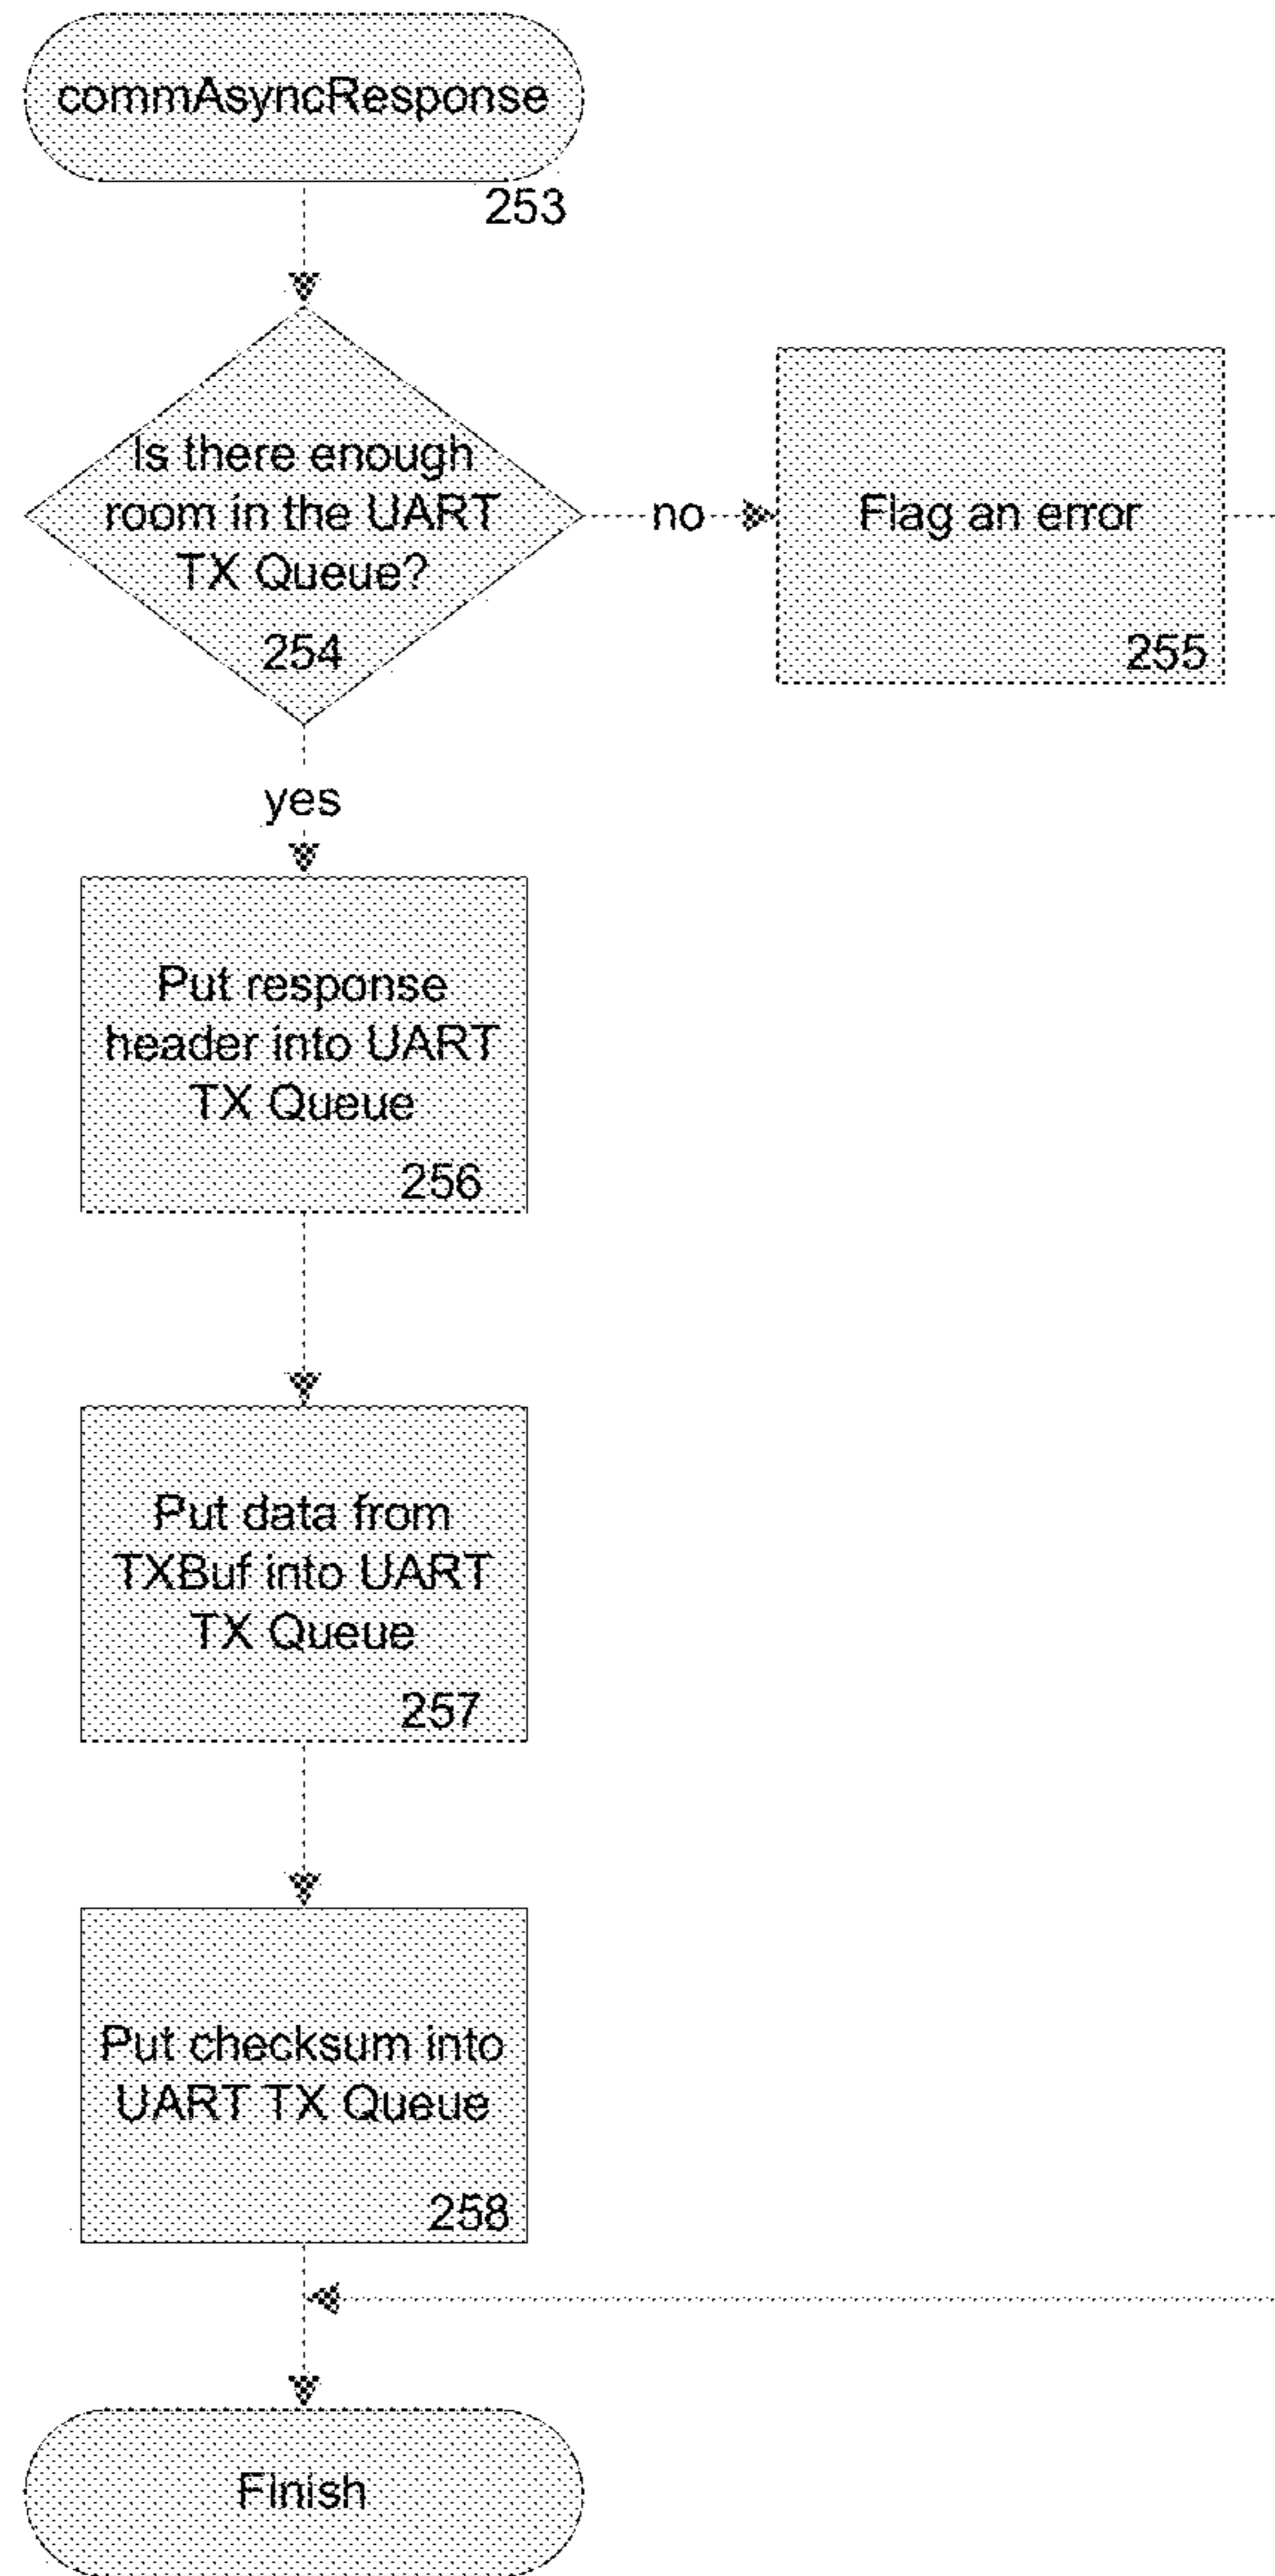 commAsyncResponse
253
Is there enough
room in the UART
TX Queue?
254
no
Flag an error
255
yes
Put response
header into UART
TX Queue
256
Put data from
TXBuf into UART
TX Queue
257
Put checksum into
UART TX Queue
258
Finish